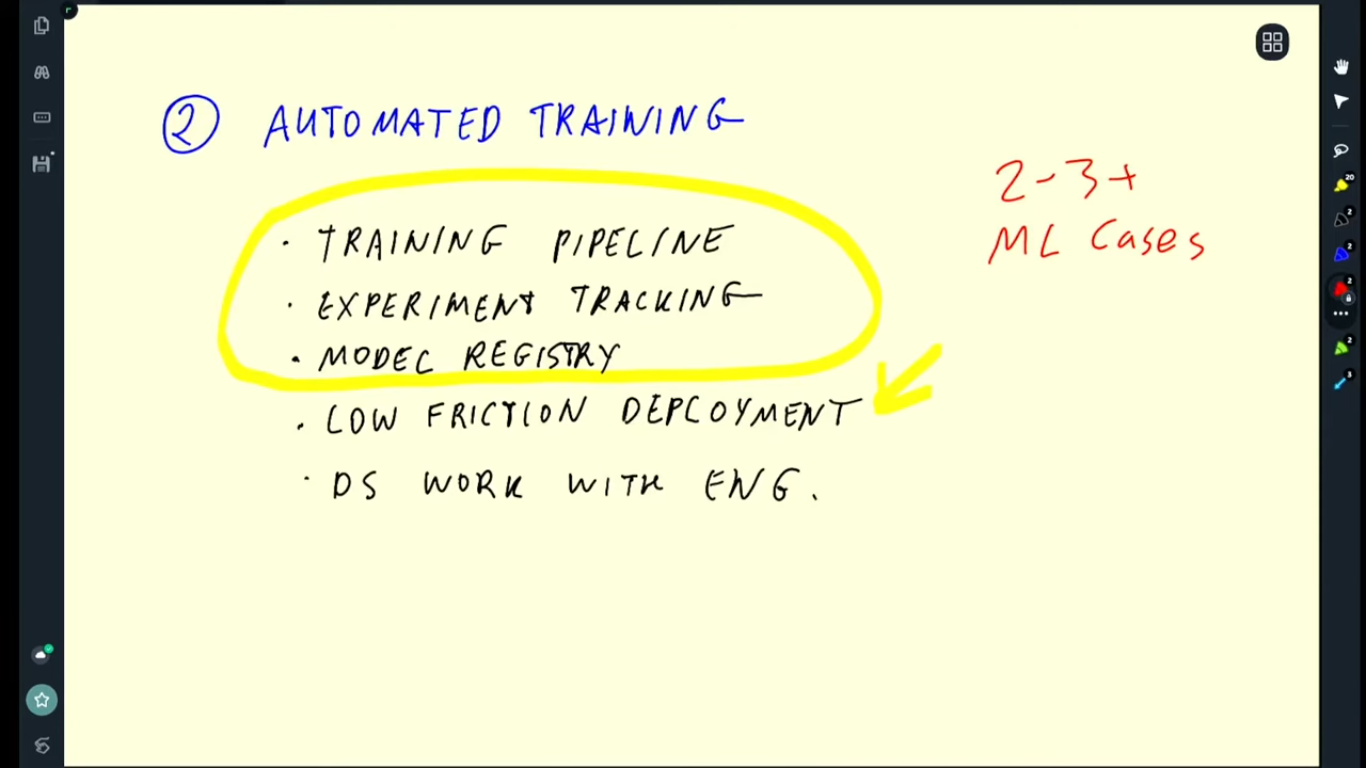 2 AUTOMATED TRAINING
· TRAINING PIPELINE
· EXPERIMENT TRACKING
· MODEL REGISTRY
· LOW FRICTION DEPLOYMENT
· DS WORK WITH ENG.
2-3+
ML Cases
20
2
2
2
2
3